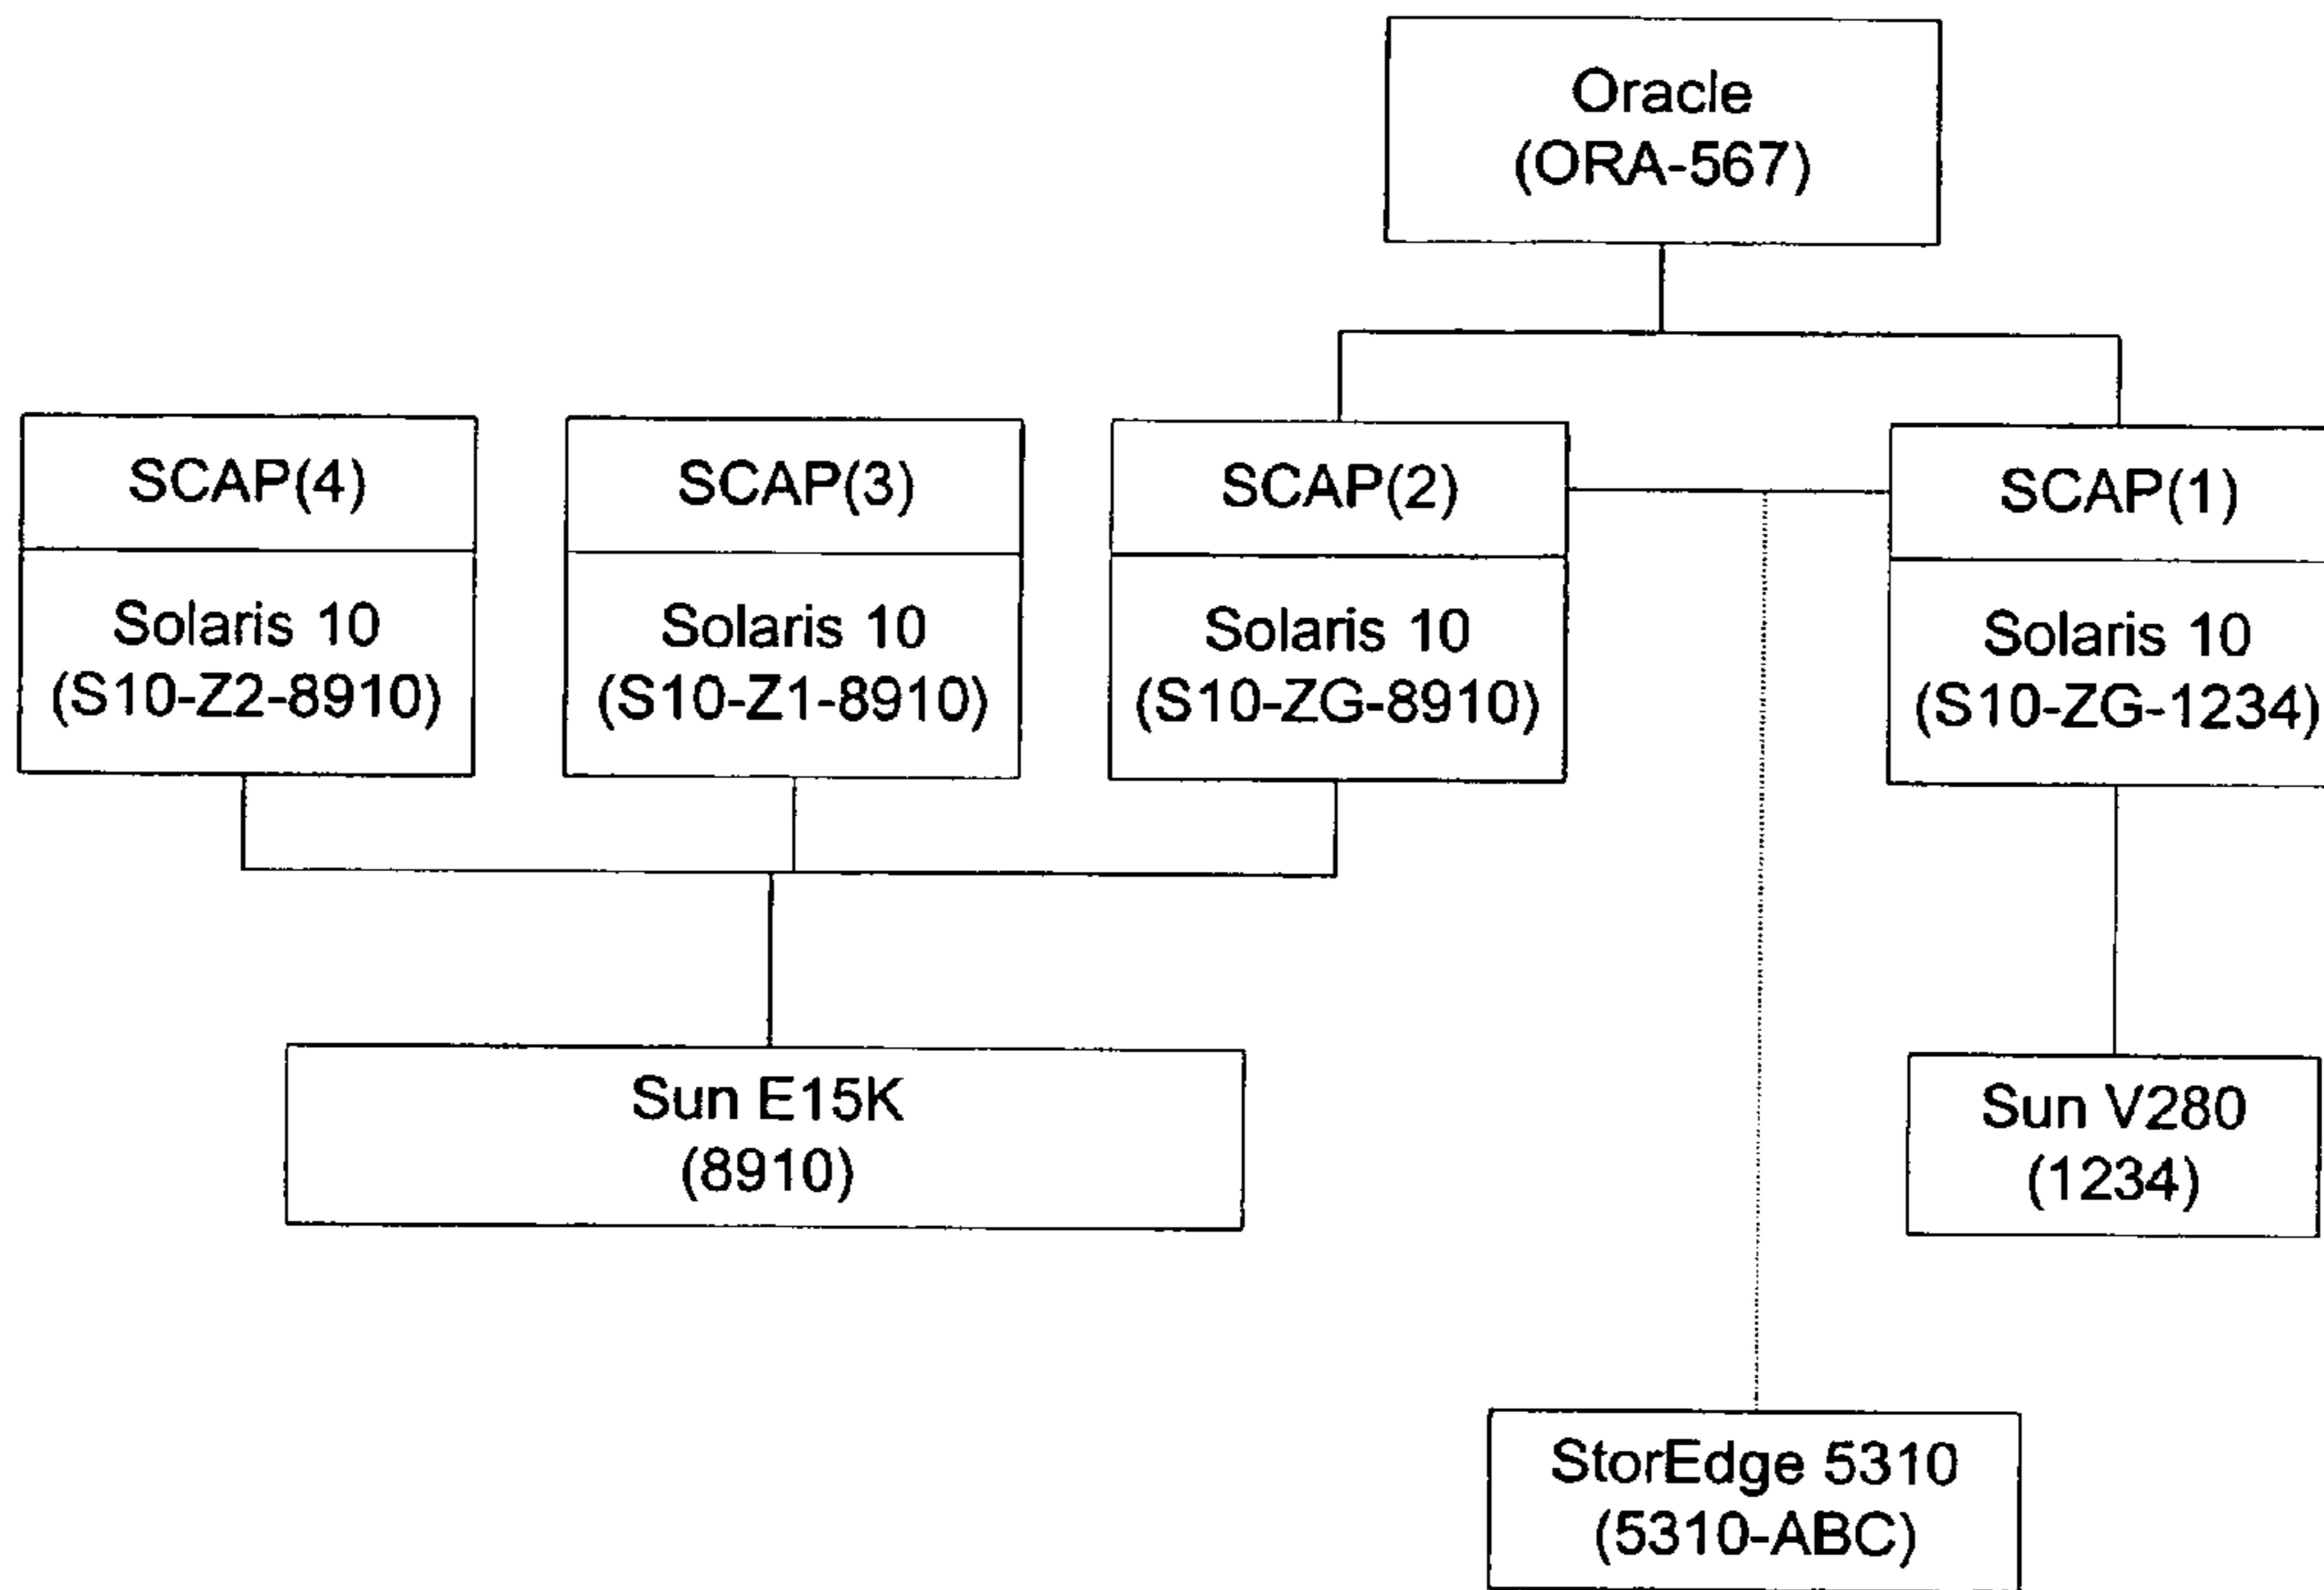 Oracle
(ORA-567)
SCAP(4)
SCAP(3)
SCAP(2)
SCAP(1)
Solaris 10
(S10-Z2-8910)
Solaris 10
(S10-Z1-8910)
Solaris 10
(S10-ZG-8910)
Solaris 10
(S10-ZG-1234)
Sun E15K
(8910)
Sun V280
(1234)
StorEdge 5310
(5310-ABC)